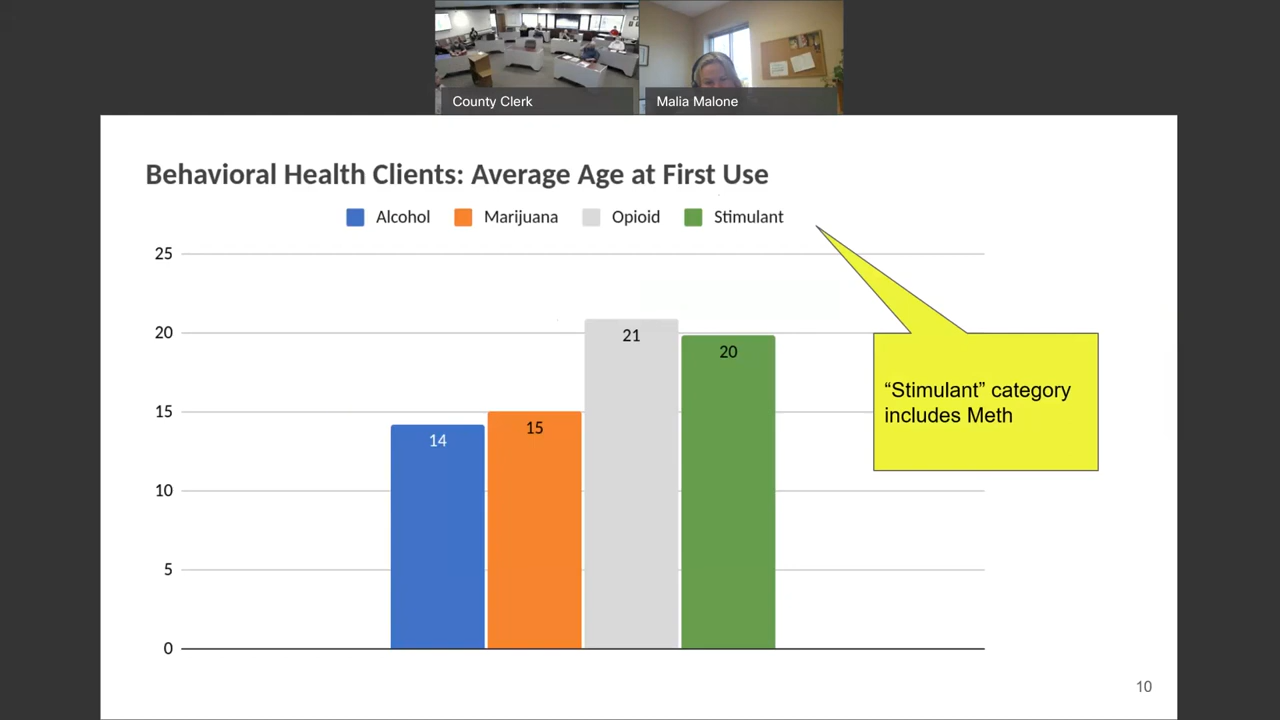 County Clerk
Malia Malone
Behavioral Health Clients: Average Age at First Use
Alcohol Marijuana Opioid Stimulant
25
20
15
10
5
0
14
15
21
20
“Stimulant” category
includes Meth
10